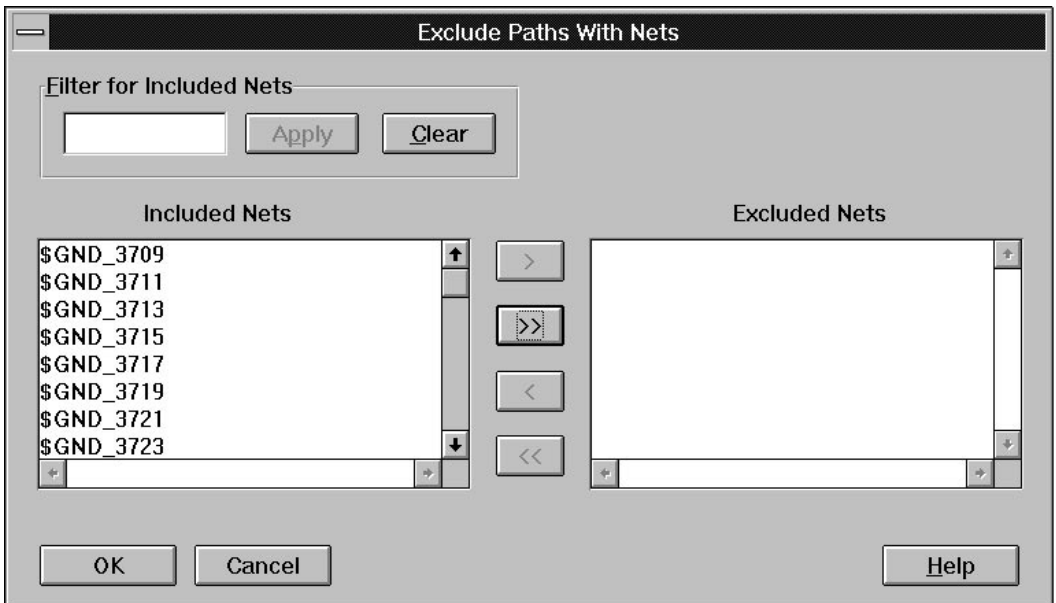 Exclude Paths With Nets
Filter for Included Nets
Apply
Clear
Included Nets
Excluded Nets
$GND_3709
$GND_3711
$GND_3713
$GND_3715
$GND_3717
$GND_3719
$GND_3721
$GND_3723
>
>>
<
<<
OK
Cancel
Help